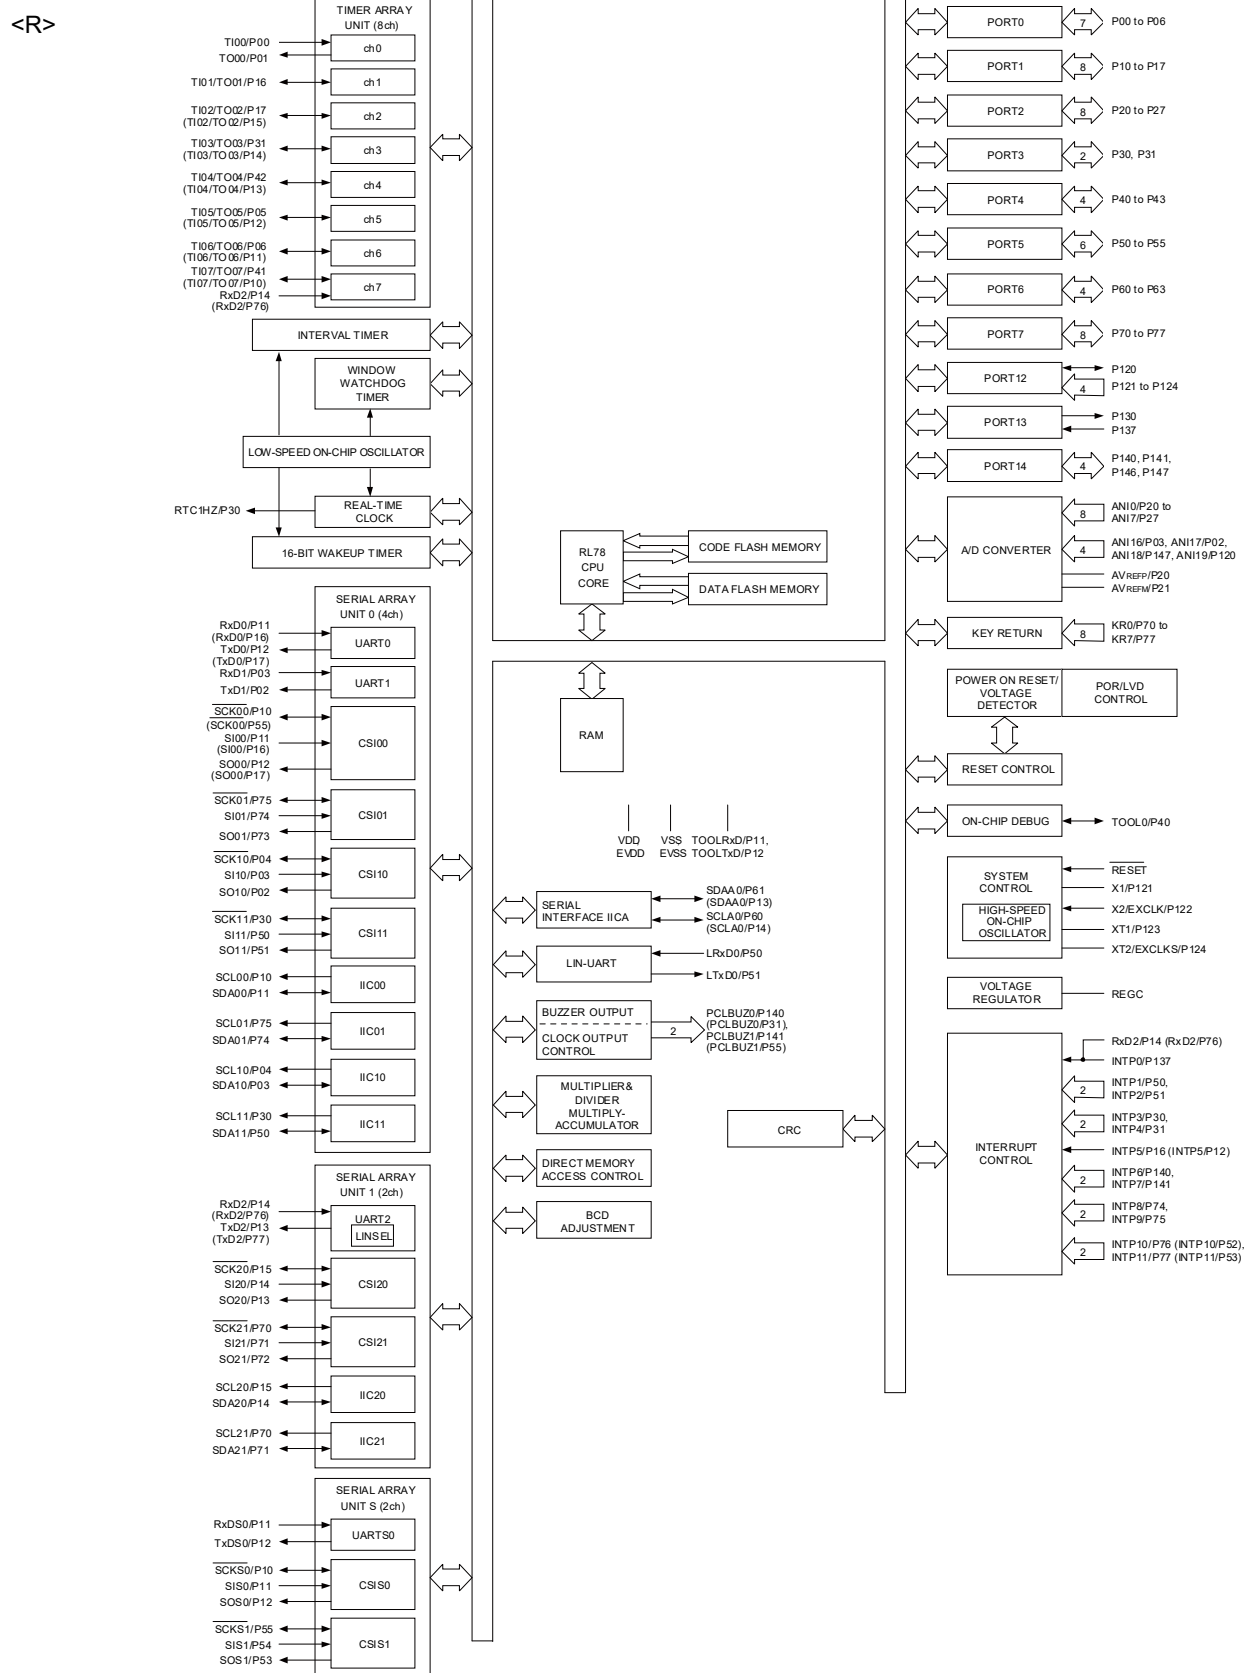 <R>
TIMER ARRAY
UNIT (8ch)
TI00/P00
TO00/P01
ch0
TI01/TO01/P16
ch1
TI02/TO02/P17
(TI02/TO02/P15)
ch2
TI03/TO03/P31
(TI03/TO03/P14)
ch3
TI04/TO04/P42
(TI04/TO04/P13)
ch4
TI05/TO05/P05
(TI05/TO05/P12)
ch5
TI06/TO06/P06
(TI06/TO06/P11)
ch6
TI07/TO07/P41
(TI07/TO07/P10)
RxD2/P14
(RxD2/P76)
ch7
INTERVAL TIMER
WINDOW
WATCHDOG
TIMER
LOW-SPEED ON-CHIP OSCILLATOR
RTC1HZ/P30
REAL-TIME
CLOCK
16-BIT WAKEUP TIMER
SERIAL ARRAY
UNIT 0 (4ch)
RxD0/P11
(RxD0/P16)
TxD0/P12
(TxD0/P17)
UART0
RxD1/P03
TxD1/P02
UART1
SCK00/P10
(SCK00/P55)
SI00/P11
(SI00/P16)
SO00/P12
(SO00/P17)
CSI00
SCK01/P75
SI01/P74
SO01/P73
CSI01
SCK10/P04
SI10/P03
SO10/P02
CSI10
SCK11/P30
SI11/P50
SO11/P51
CSI11
SCL00/P10
SDA00/P11
IIC00
SCL01/P75
SDA01/P74
IIC01
SCL10/P04
SDA10/P03
IIC10
SCL11/P30
SDA11/P50
IIC11
SERIAL ARRAY
UNIT 1 (2ch)
RxD2/P14
(RxD2/P76)
TxD2/P13
(TxD2/P77)
UART2
LINSEL
SCK20/P15
SI20/P14
SO20/P13
CSI20
SCK21/P70
SI21/P71
SO21/P72
CSI21
SCL20/P15
SDA20/P14
IIC20
SCL21/P70
SDA21/P71
IIC21
SERIAL ARRAY
UNIT S (2ch)
RxDS0/P11
TxDS0/P12
UARTS0
SCKS0/P10
SIS0/P11
SOS0/P12
CSIS0
SCKS1/P55
SIS1/P54
SOS1/P53
CSIS1
RL78
CPU
CORE
CODE FLASH MEMORY
DATA FLASH MEMORY
RAM
VDD,
EVDD
VSS,
EVSS
TOOLRxD/P11,
TOOLTxD/P12
SERIAL
INTERFACE IICA
SDAA0/P61
(SDAA0/P13)
SCLA0/P60
(SCLA0/P14)
LIN-UART
LRxD0/P50
LTxD0/P51
BUZZER OUTPUT
CLOCK OUTPUT
CONTROL
2
PCLBUZ0/P140
(PCLBUZ0/P31),
PCLBUZ1/P141
(PCLBUZ1/P55)
MULTIPLIER&
DIVIDER
MULTIPLY-
ACCUMULATOR
DIRECT MEMORY
ACCESS CONTROL
BCD
ADJUSTMENT
CRC
PORT0
7
P00 to P06
PORT1
8
P10 to P17
PORT2
8
P20 to P27
PORT3
2
P30, P31
PORT4
4
P40 to P43
PORT5
6
P50 to P55
PORT6
4
P60 to P63
PORT7
8
P70 to P77
PORT12
P120
4
P121 to P124
PORT13
P130
P137
PORT14
4
P140, P141,
P146, P147
A/D CONVERTER
8
ANI0/P20 to
ANI7/P27
4
ANI16/P03, ANI17/P02,
ANI18/P147, ANI19/P120
AVREFP/P20
AVREFM/P21
KEY RETURN
8
KR0/P70 to
KR7/P77
POWER ON RESET/
VOLTAGE
DETECTOR
POR/LVD
CONTROL
RESET CONTROL
ON-CHIP DEBUG
TOOL0/P40
SYSTEM
CONTROL
HIGH-SPEED
ON-CHIP
OSCILLATOR
RESET
X1/P121
X2/EXCLK/P122
XT1/P123
XT2/EXCLKS/P124
VOLTAGE
REGULATOR
REGC
INTERRUPT
CONTROL
RxD2/P14 (RxD2/P76)
INTP0/P137
2
INTP1/P50,
INTP2/P51
2
INTP3/P30,
INTP4/P31
INTP5/P16 (INTP5/P12)
2
INTP6/P140,
INTP7/P141
2
INTP8/P74,
INTP9/P75
2
INTP10/P76 (INTP10/P52),
INTP11/P77 (INTP11/P53)